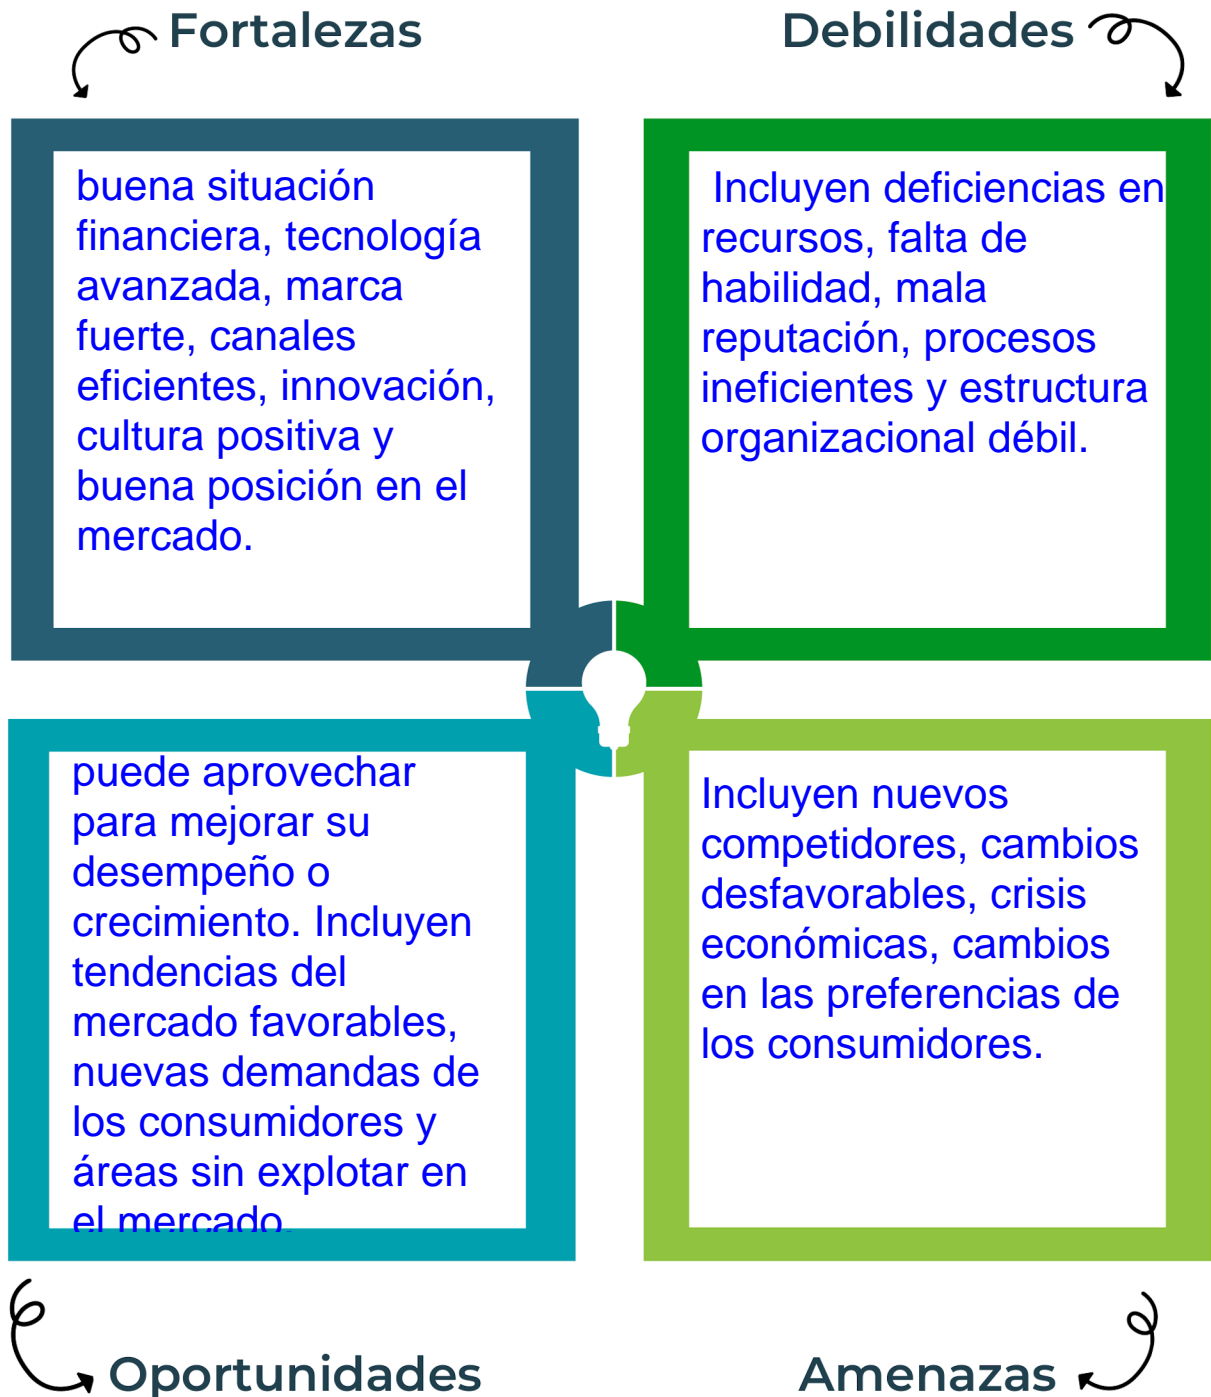 Fortalezas
buena situación
financiera, tecnología
avanzada, marca
fuerte, canales
eficientes, innovación,
cultura positiva y
buena posición en el
mercado.
Debilidades
Incluyen deficiencias en
recursos, falta de
habilidad, mala
reputación, procesos
ineficientes y estructura
organizacional débil.
puede aprovechar
para mejorar su
desempeño o
crecimiento. Incluyen
tendencias del
mercado favorables,
nuevas demandas de
los consumidores y
áreas sin explotar en
el mercado.
Oportunidades
Incluyen nuevos
competidores, cambios
desfavorables, crisis
económicas, cambios
en las preferencias de
los consumidores.
Amenazas